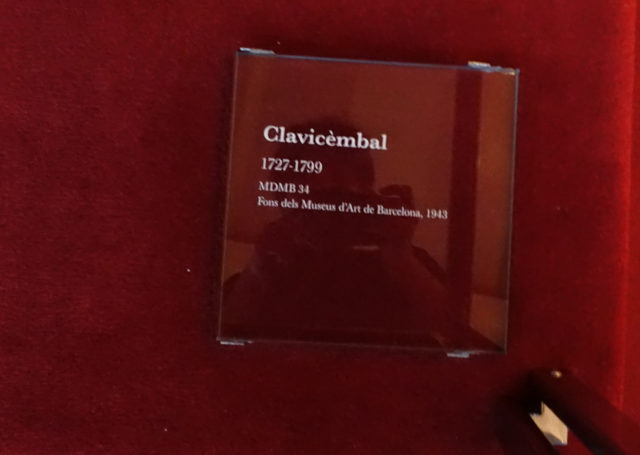 Clavicèmbal
1727-1799
MDMB 34
Fons dels Museus d'Art de Barcelona, 1943